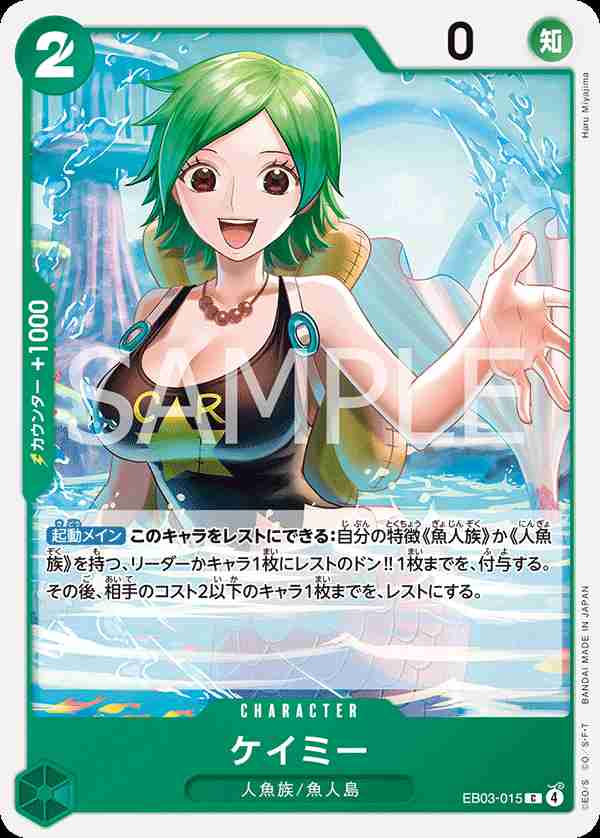 2
0
知
Haru Miyajima
カウンター +1000
SAMPLE
CAR
起動メイン このキャラをレストにできる:自分の特徴《魚人族》か《人魚
族》を持つ、リーダーかキャラ1枚にレストのドン!!1枚までを、付与する。
その後、相手のコスト2以下のキャラ1枚までを、レストにする。
CHARACTER
ケイミー
人魚族/魚人島
EB03-015 C 4
©E.O/S ©O./S・F・T BANDAI MADE IN JAPAN